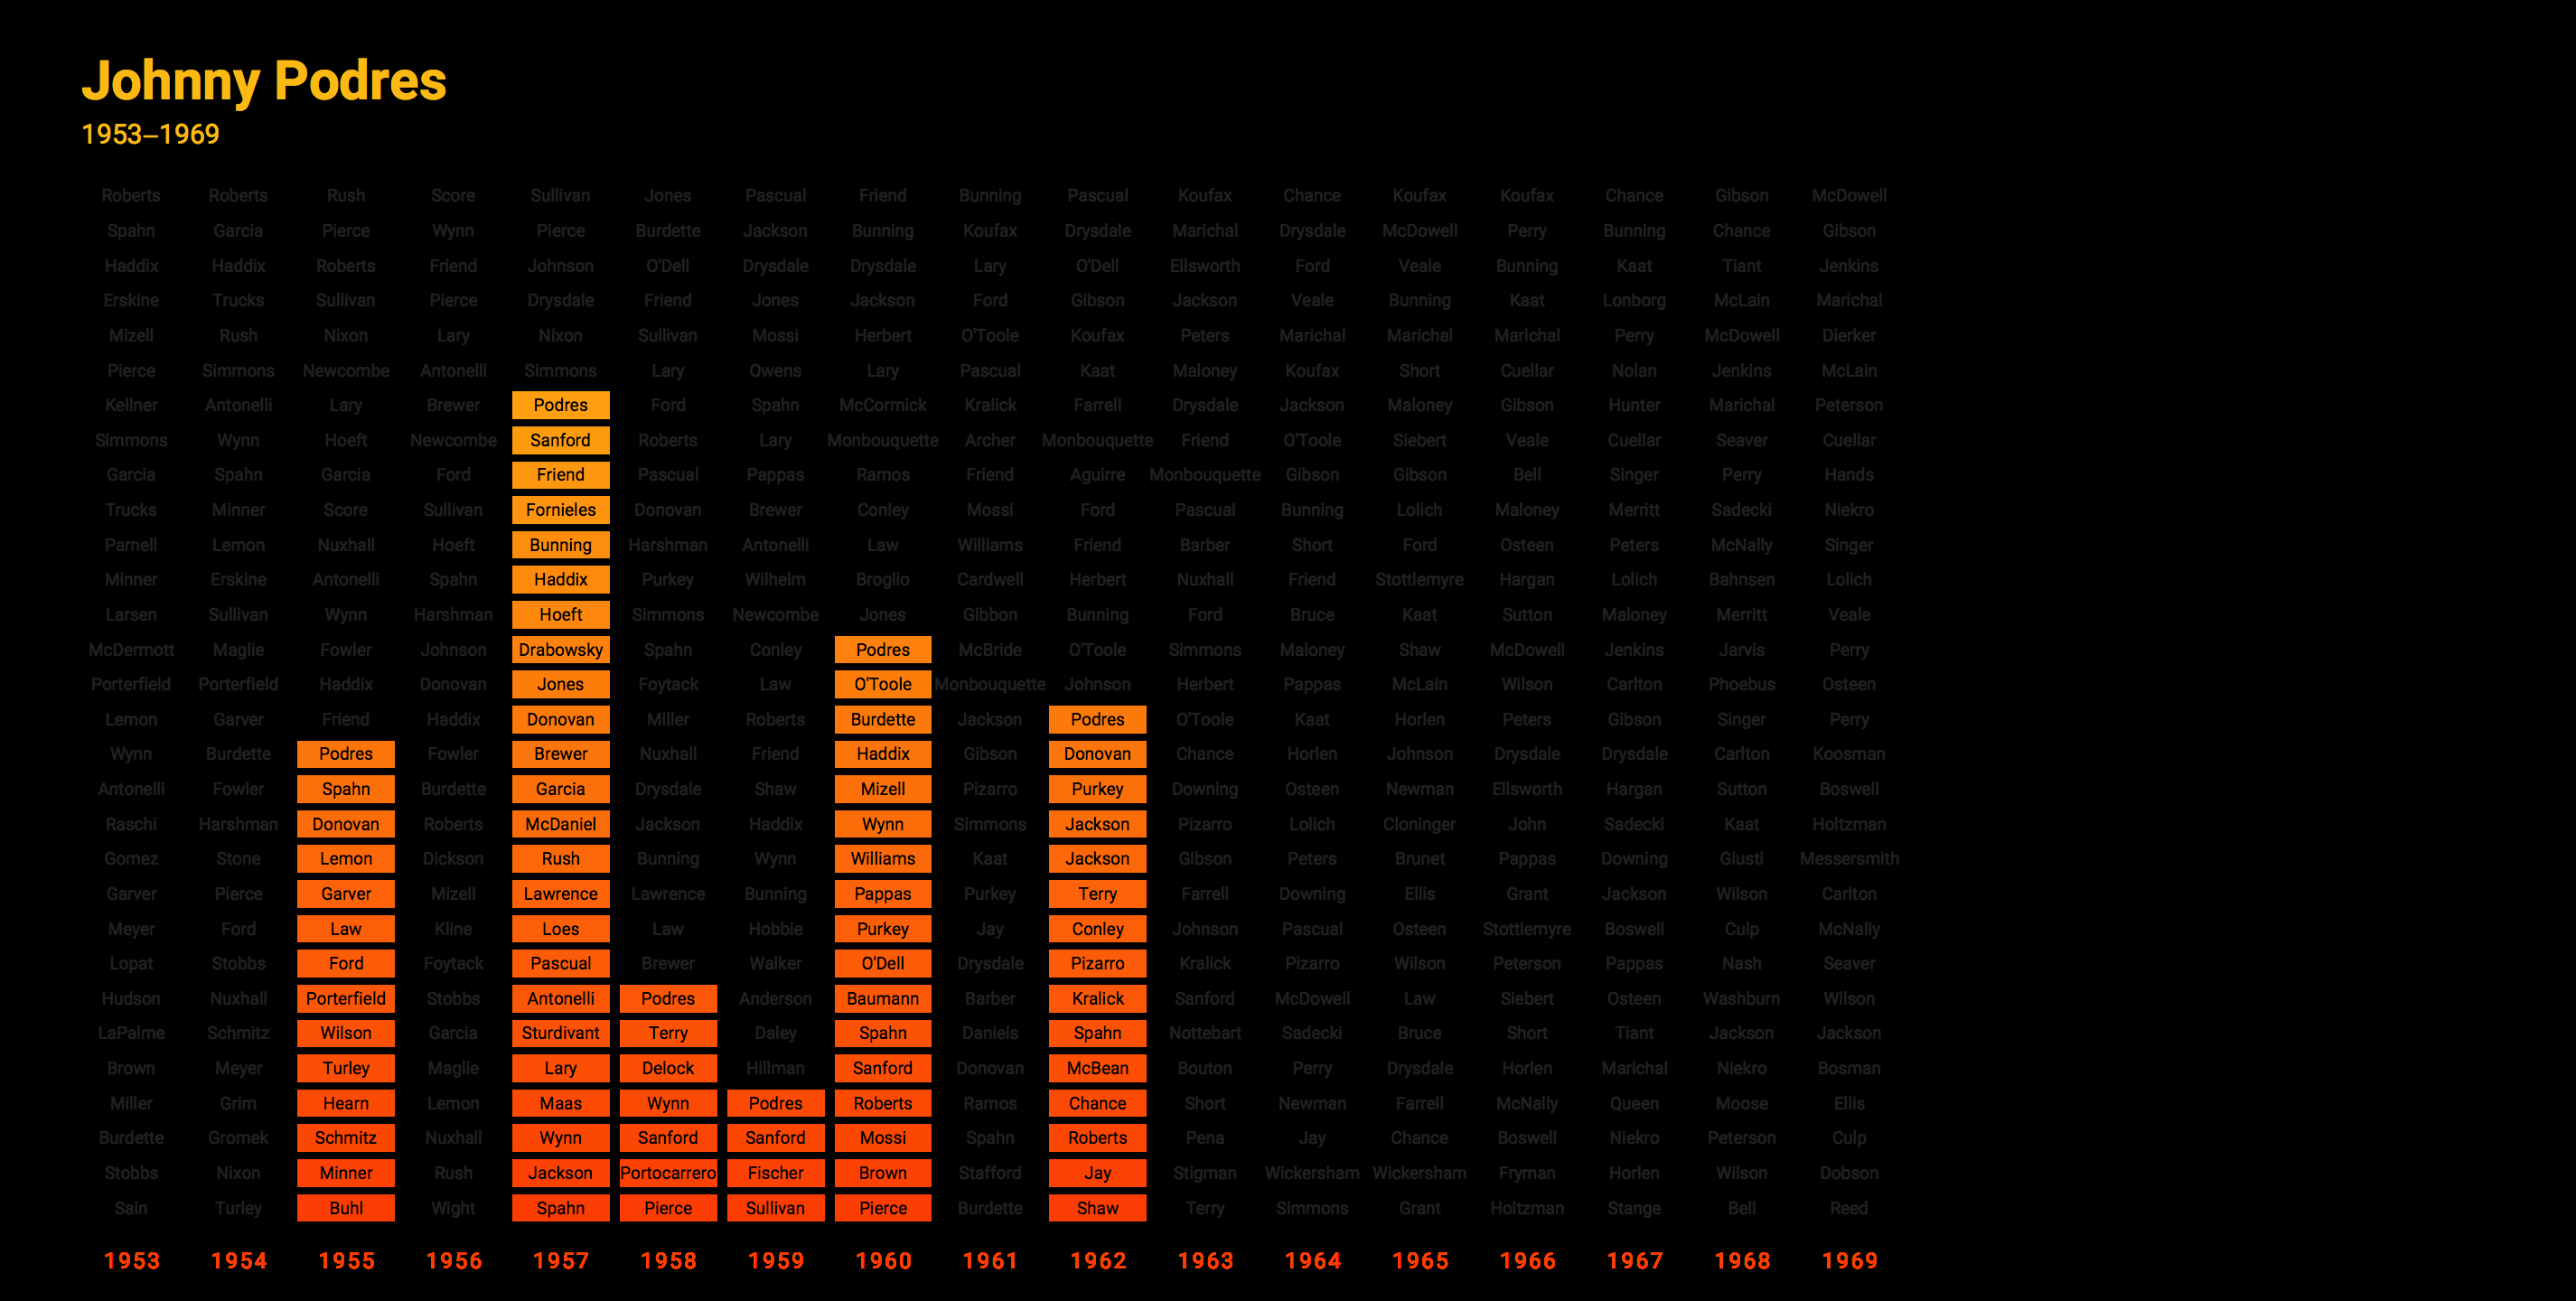 Johnny Podres
1953–1969
Roberts Roberts Rush Score Sullivan Jones Pascual Friend Bunning Pascual Koufax Chance Koufax Koufax Chance Gibson McDowell
Spahn Garcia Pierce Wynn Pierce Burdette Jackson Bunning Koufax Drysdale Marichal Drysdale McDowell Perry Bunning Chance Gibson
Haddix Haddix Roberts Friend Johnson O'Dell Drysdale Drysdale Lary O'Dell Ellsworth Ford Veale Bunning Kaat Tiant Jenkins
Erskine Trucks Sullivan Pierce Drysdale Friend Jones Jackson Ford Gibson Jackson Veale Bunning Kaat Lonborg McLain Marichal
Mizell Rush Nixon Lary Nixon Sullivan Mossi Herbert O'Toole Koufax Peters Marichal Marichal Marichal Perry McDowell Dierker
Pierce Simmons Newcombe Antonelli Simmons Lary Owens Lary Pascual Kaat Maloney Koufax Short Cuellar Nolan Jenkins McLain
Kellner Antonelli Lary Brewer Podres Ford Spahn McCormick Kralick Farrell Drysdale Jackson Maloney Gibson Hunter Marichal Peterson
Simmons Wynn Hoeft Newcombe Sanford Roberts Lary Monbouquette Archer Monbouquette Friend O'Toole Siebert Veale Cuellar Seaver Cuellar
Garcia Spahn Garcia Ford Friend Pascual Pappas Ramos Friend Aguirre Monbouquette Gibson Gibson Bell Singer Perry Hands
Trucks Minner Score Sullivan Fornieles Donovan Brewer Conley Mossi Ford Pascual Bunning Lolich Maloney Merritt Sadecki Niekro
Parnell Lemon Nuxhall Hoeft Bunning Harshman Antonelli Law Williams Friend Barber Short Ford Osteen Peters McNally Singer
Minner Erskine Antonelli Spahn Haddix Purkey Wilhelm Broglio Cardwell Herbert Nuxhall Friend Stottlemyre Hargan Lolich Bahnsen Lolich
Larsen Sullivan Wynn Harshman Hoeft Simmons Newcombe Jones Gibbon Bunning Ford Bruce Kaat Sutton Maloney Merritt Veale
McDermott Maglie Fowler Johnson Drabowsky Spahn Conley Podres McBride O'Toole Simmons Maloney Shaw McDowell Jenkins Jarvis Perry
Porterfield Porterfield Haddix Donovan Jones Foytack Law O'Toole Monbouquette Johnson Herbert Pappas McLain Wilson Carlton Phoebus Osteen
Lemon Garver Friend Haddix Donovan Miller Roberts Burdette Jackson Podres O'Toole Kaat Horlen Peters Gibson Singer Perry
Wynn Burdette Podres Fowler Brewer Nuxhall Friend Haddix Gibson Donovan Chance Horlen Johnson Drysdale Drysdale Carlton Koosman
Antonelli Fowler Spahn Burdette Garcia Drysdale Shaw Mizell Pizarro Purkey Downing Osteen Newman Ellsworth Hargan Sutton Boswell
Raschi Harshman Donovan Roberts McDaniel Jackson Haddix Wynn Simmons Jackson Pizarro Lolich Cloninger John Sadecki Kaat Holtzman
Gomez Stone Lemon Dickson Rush Bunning Wynn Williams Kaat Jackson Gibson Peters Brunet Pappas Downing Giusti Messersmith
Garver Pierce Garver Mizell Lawrence Lawrence Bunning Pappas Purkey Terry Farrell Downing Ellis Grant Jackson Wilson Carlton
Meyer Ford Law Kline Loes Law Hobbie Purkey Jay Conley Johnson Pascual Osteen Stottlemyre Boswell Culp McNally
Lopat Stobbs Ford Foytack Pascual Brewer Walker O'Dell Drysdale Pizarro Kralick Pizarro Wilson Peterson Pappas Nash Seaver
Hudson Nuxhall Porterfield Stobbs Antonelli Podres Anderson Baumann Barber Kralick Sanford McDowell Law Siebert Osteen Washburn Wilson
LaPalme Schmitz Wilson Garcia Sturdivant Terry Daley Spahn Daniels Spahn Nottebart Sadecki Bruce Short Tiant Jackson Jackson
Brown Meyer Turley Maglie Lary Delock Hillman Sanford Donovan McBean Bouton Perry Drysdale Horlen Marichal Niekro Bosman
Miller Grim Hearn Lemon Maas Wynn Podres Roberts Ramos Chance Short Newman Farrell McNally Queen Moose Ellis
Burdette Gromek Schmitz Nuxhall Wynn Sanford Sanford Mossi Spahn Roberts Pena Jay Chance Boswell Niekro Peterson Culp
Stobbs Nixon Minner Rush Jackson Portocarrero Fischer Brown Stafford Jay Stigman Wickersham Wickersham Fryman Horlen Wilson Dobson
Sain Turley Buhl Wight Spahn Pierce Sullivan Pierce Burdette Shaw Terry Simmons Grant Holtzman Stange Bell Reed
1953 1954 1955 1956 1957 1958 1959 1960 1961 1962 1963 1964 1965 1966 1967 1968 1969